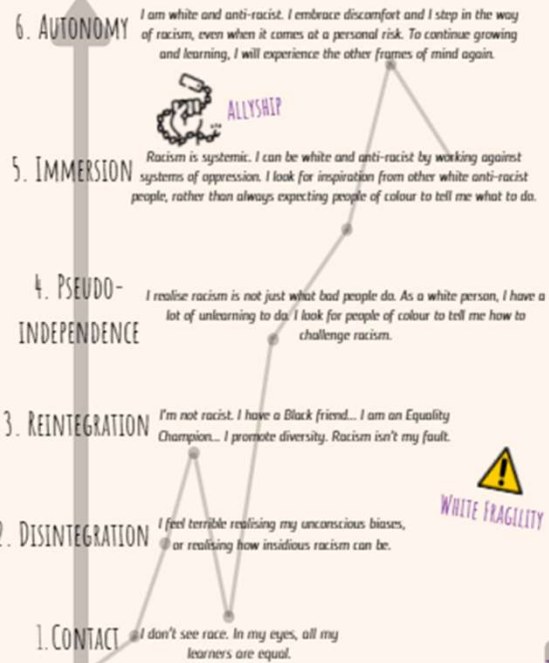 6. AUTONOMY
I am white and anti-racist. I embrace discomfort and I step in the way
of racism, even when it comes at a personal risk. To continue growing
and learning, I will experience the other frames of mind again.
ALLYSHIP
5. IMMERSION
Racism is systemic. I can be white and anti-racist by working against
systems of oppression. I look for inspiration from other white anti-racist
people, rather than always expecting people of colour to tell me what to do.
4. PSEUDO-
INDEPENDENCE
I realise racism is not just what bad people do. As a white person, I have a
lot of unlearning to do. I look for people of colour to tell me how to
challenge racism.
3. REINTEGRATION
I'm not racist. I have a Black friend... I am an Equality
Champion... I promote diversity. Racism isn't my fault.
WHITE FRAGILITY
2. DISINTEGRATION
I feel terrible realising my unconscious biases,
or realising how insidious racism can be.
1. CONTACT
I don't see race. In my eyes, all my
learners are equal.